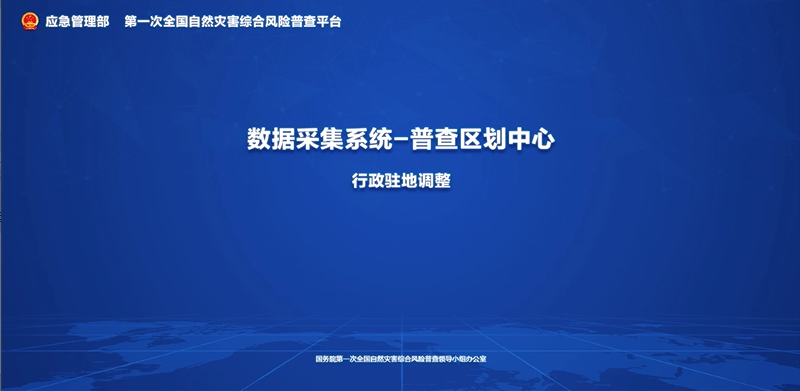 应急管理部 第一次全国自然灾害综合风险普查平台
数据采集系统–普查区划中心
行政驻地调整
国务院第一次全国自然灾害综合风险普查领导小组办公室